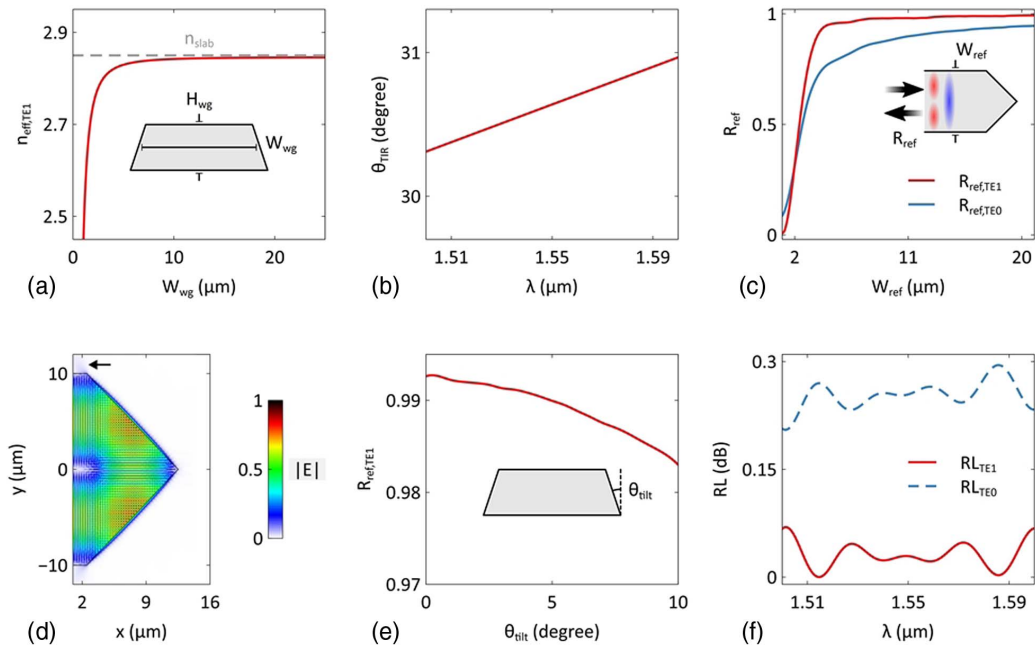 2.9
2.7
2.5
n_eff,TE1
n_slab
H_wg
W_wg
0
10
20
(a)
W_wg (μm)
31
30
θ_TIR (degree)
1.51
1.55
1.59
(b)
λ (μm)
1
0.5
0
R_ref
W_ref
R_ref
R_ref,TE1
R_ref,TE0
2
11
20
(c)
W_ref (μm)
10
0
−10
y (μm)
1
0.5
0
|E|
2
9
16
(d)
x (μm)
0.99
0.98
0.97
R_ref,TE1
θ_tilt
0
5
10
(e)
θ_tilt (degree)
0.3
0.15
0
RL (dB)
RL_TE1
RL_TE0
1.51
1.55
1.59
(f)
λ (μm)